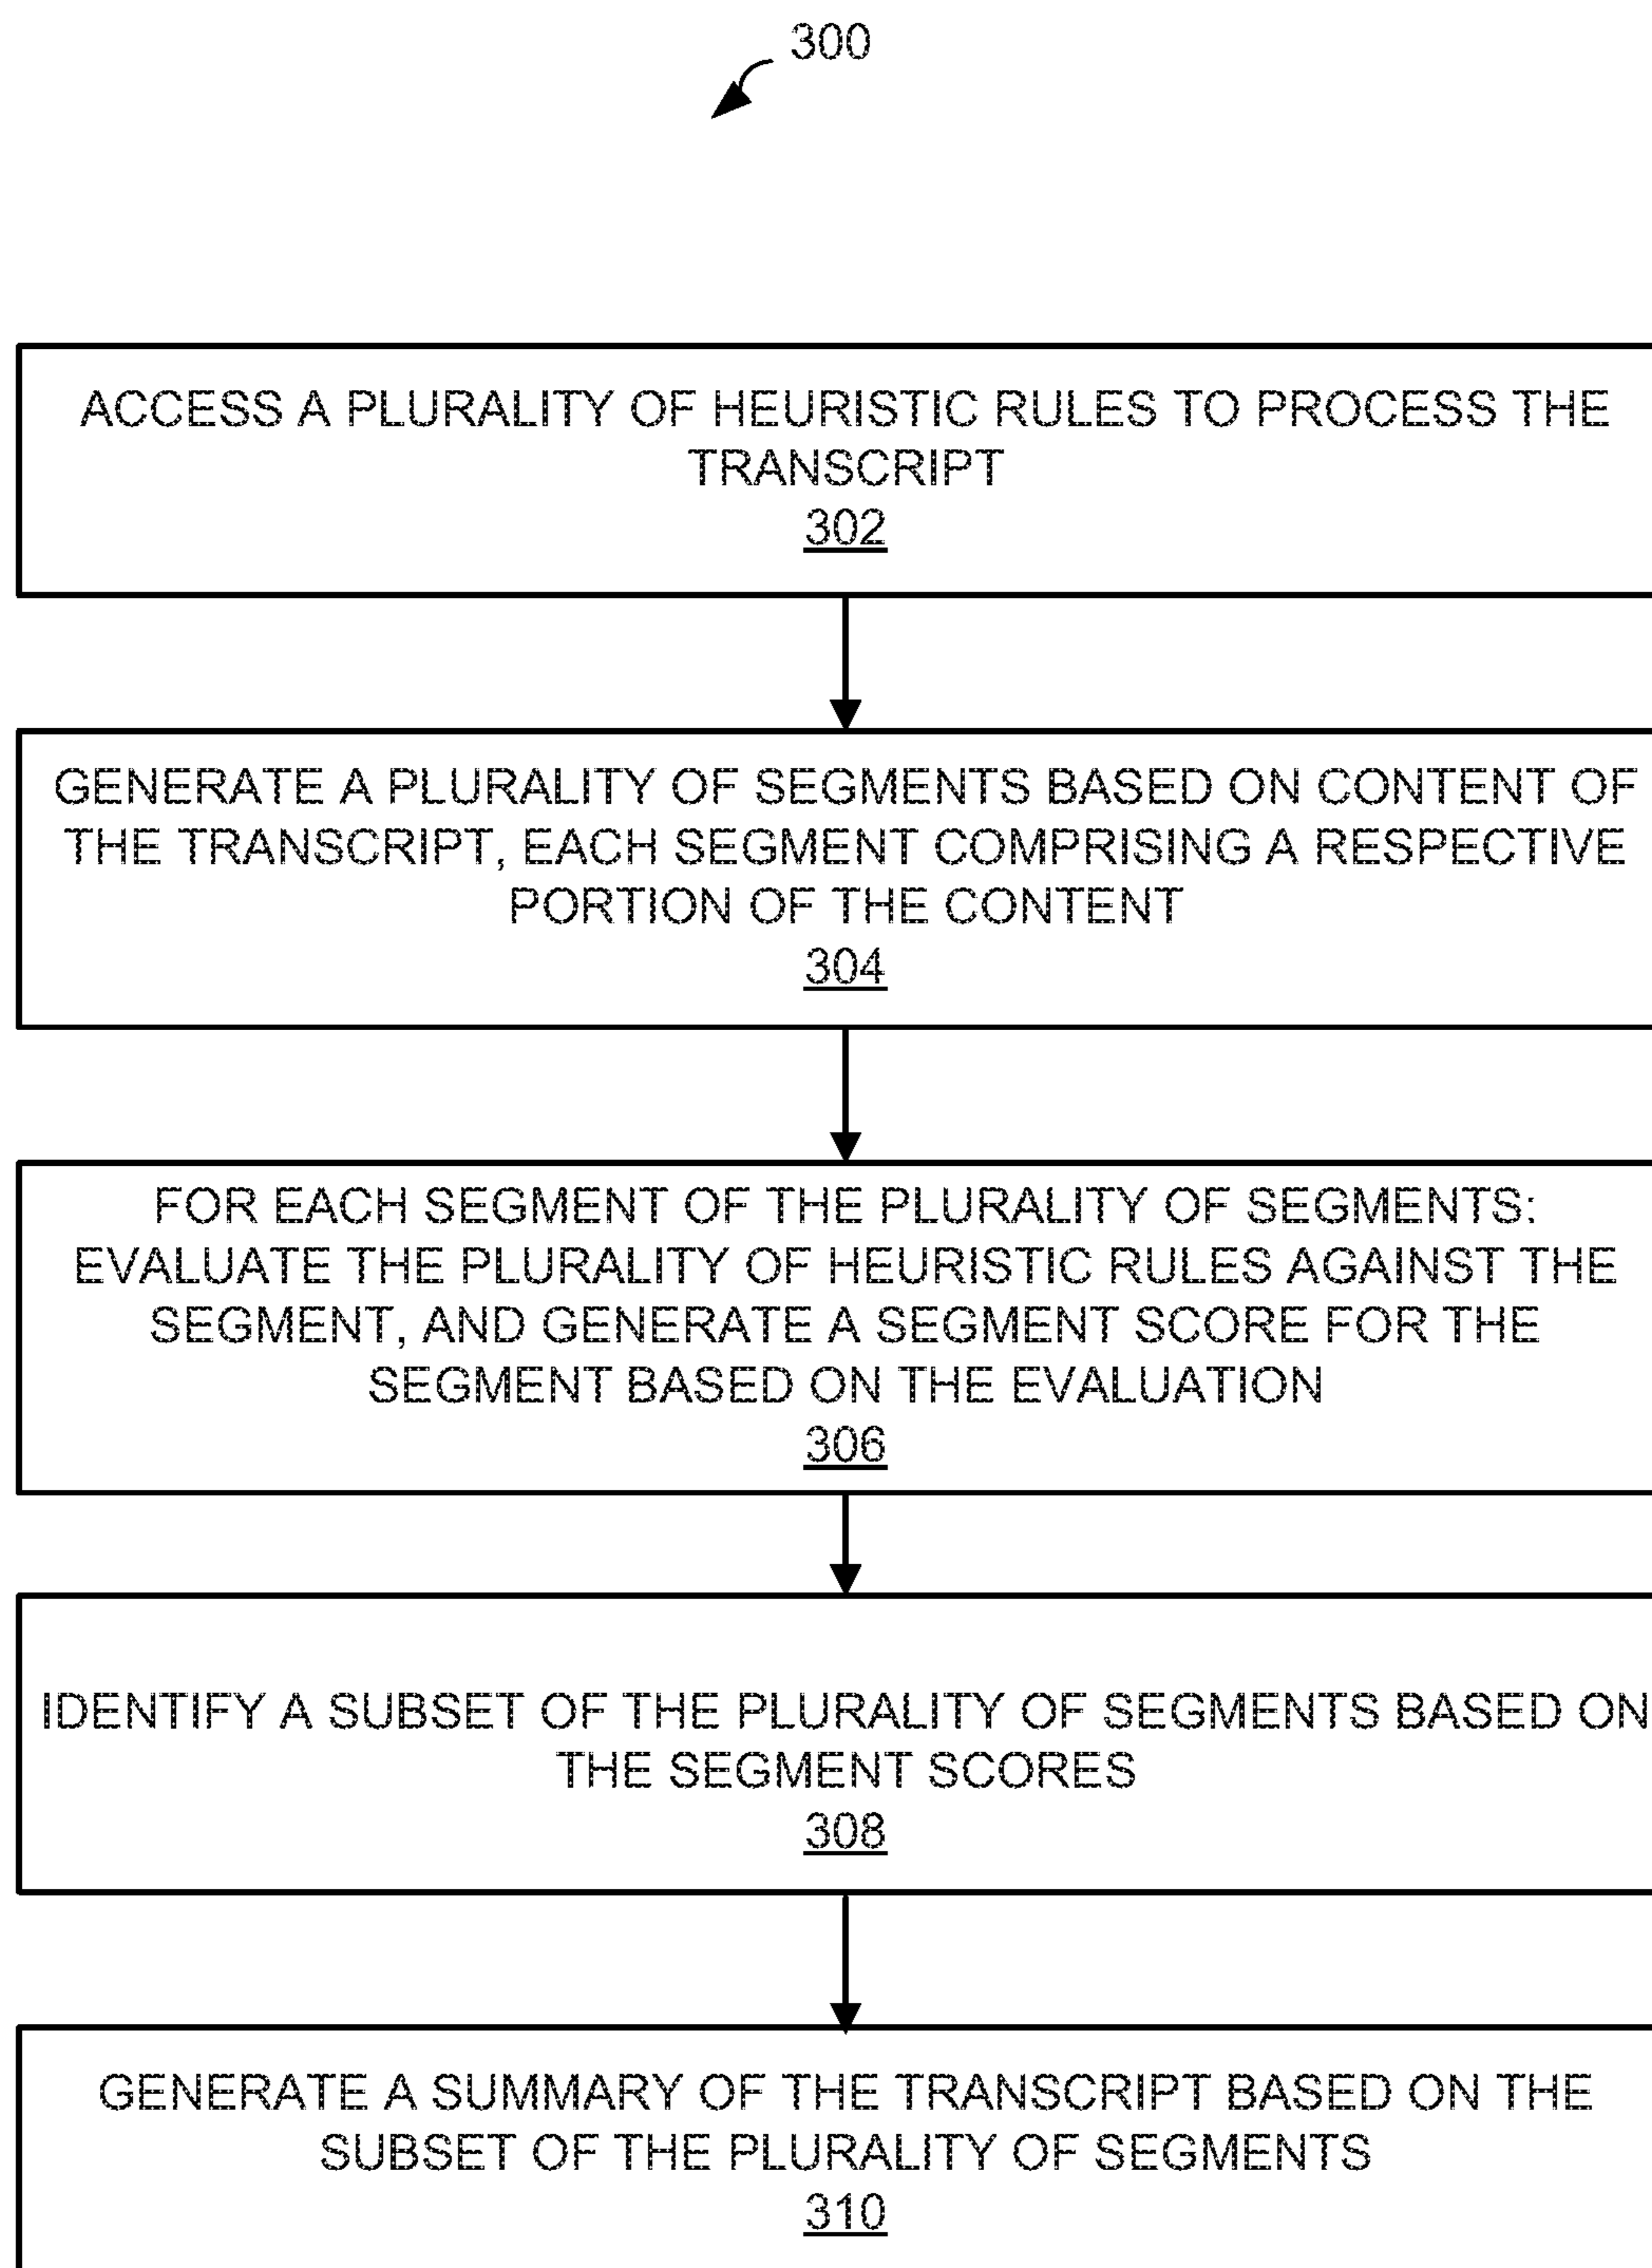 300
ACCESS A PLURALITY OF HEURISTIC RULES TO PROCESS THE
TRANSCRIPT
302
GENERATE A PLURALITY OF SEGMENTS BASED ON CONTENT OF
THE TRANSCRIPT, EACH SEGMENT COMPRISING A RESPECTIVE
PORTION OF THE CONTENT
304
FOR EACH SEGMENT OF THE PLURALITY OF SEGMENTS:
EVALUATE THE PLURALITY OF HEURISTIC RULES AGAINST THE
SEGMENT, AND GENERATE A SEGMENT SCORE FOR THE
SEGMENT BASED ON THE EVALUATION
306
IDENTIFY A SUBSET OF THE PLURALITY OF SEGMENTS BASED ON
THE SEGMENT SCORES
308
GENERATE A SUMMARY OF THE TRANSCRIPT BASED ON THE
SUBSET OF THE PLURALITY OF SEGMENTS
310